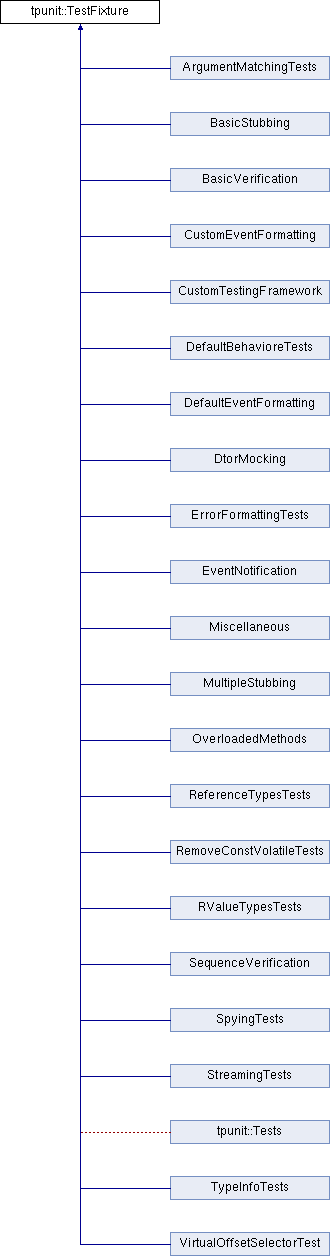 tpunit::TestFixture
ArgumentMatchingTests
BasicStubbing
BasicVerification
CustomEventFormatting
CustomTestingFramework
DefaultBehavioreTests
DefaultEventFormatting
DtorMocking
ErrorFormattingTests
EventNotification
Miscellaneous
MultipleStubbing
OverloadedMethods
ReferenceTypesTests
RemoveConstVolatileTests
RValueTypesTests
SequenceVerification
SpyingTests
StreamingTests
tpunit::Tests
TypeInfoTests
VirtualOffsetSelectorTest